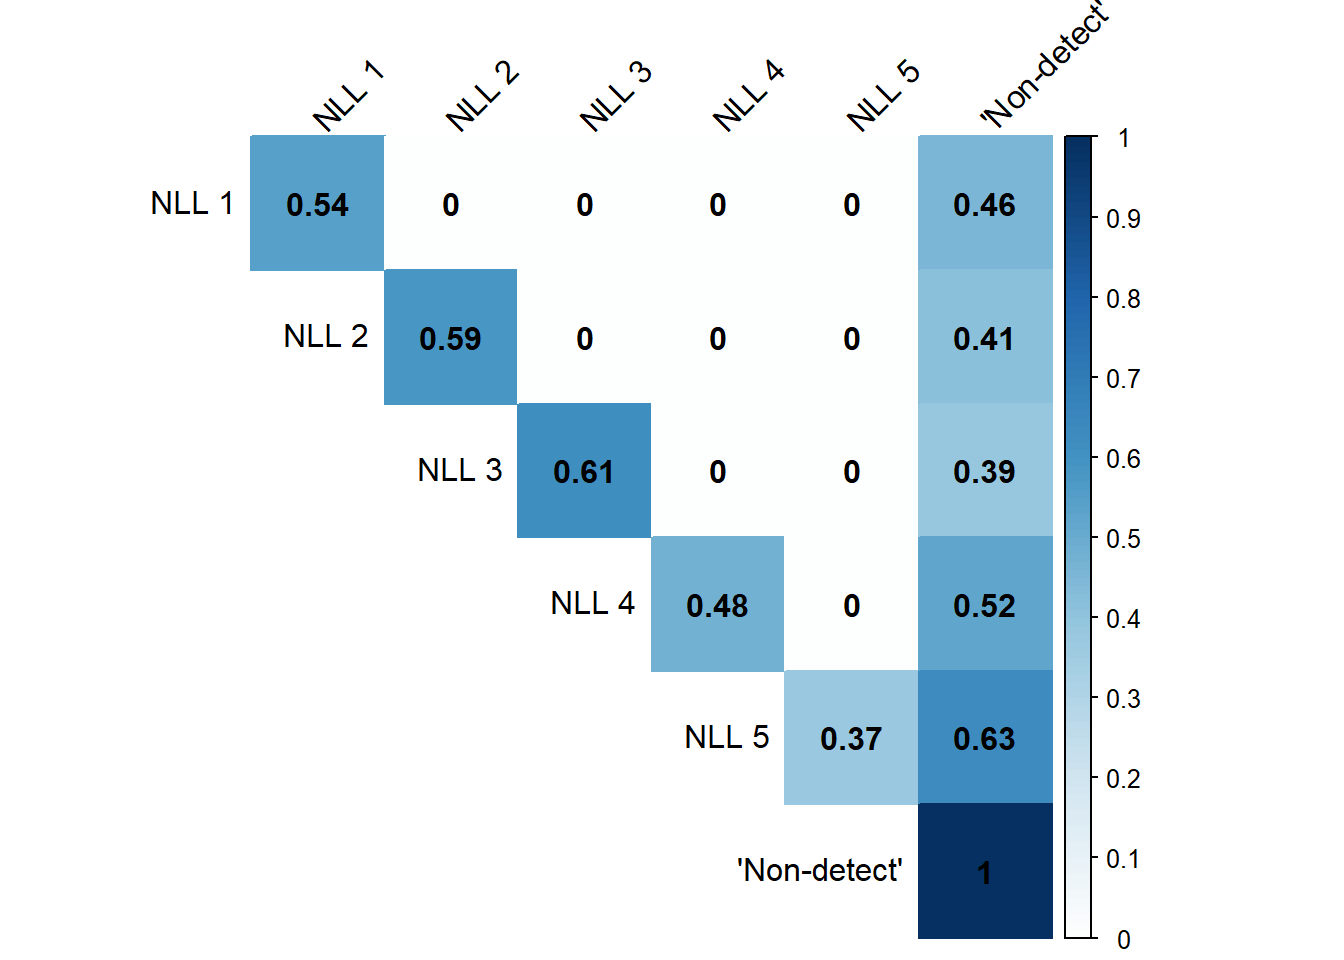 NLL 1 NLL 2 NLL 3 NLL 4 NLL 5 'Non-detect'
NLL 1 0.54 0 0 0 0 0.46
NLL 2 0.59 0 0 0 0.41
NLL 3 0.61 0 0 0.39
NLL 4 0.48 0 0.52
NLL 5 0.37 0.63
'Non-detect' 1
1
0.9
0.8
0.7
0.6
0.5
0.4
0.3
0.2
0.1
0